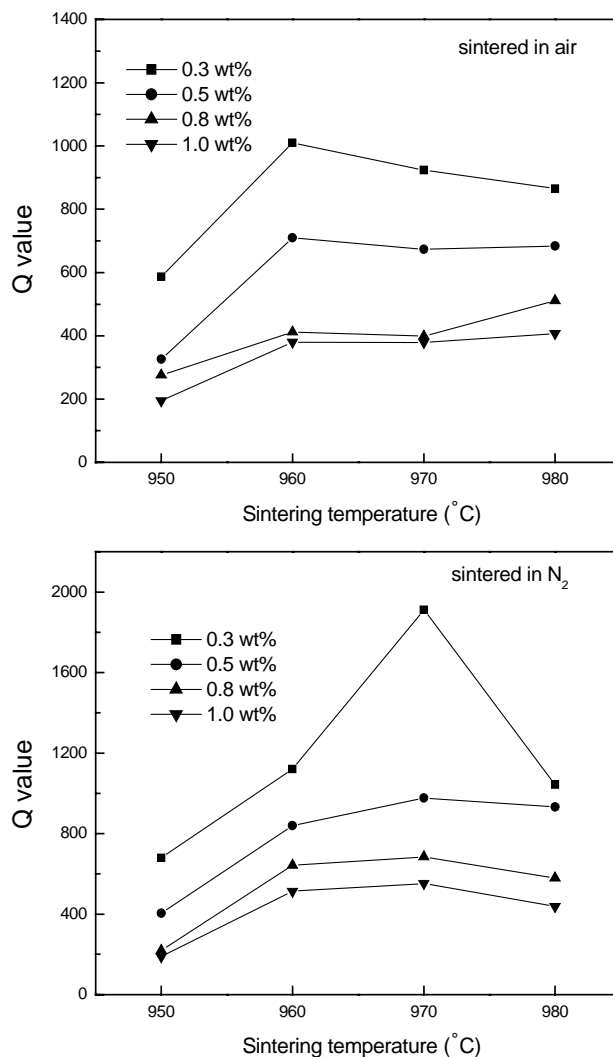 1400
sintered in air
1200
0.3 wt%
0.5 wt%
0.8 wt%
1.0 wt%
1000
800
Q value
600
400
200
0
950 960 970 980
Sintering temperature (°C)
sintered in N₂
2000
0.3 wt%
0.5 wt%
0.8 wt%
1.0 wt%
1600
1200
Q value
800
400
0
950 960 970 980
Sintering temperature (°C)